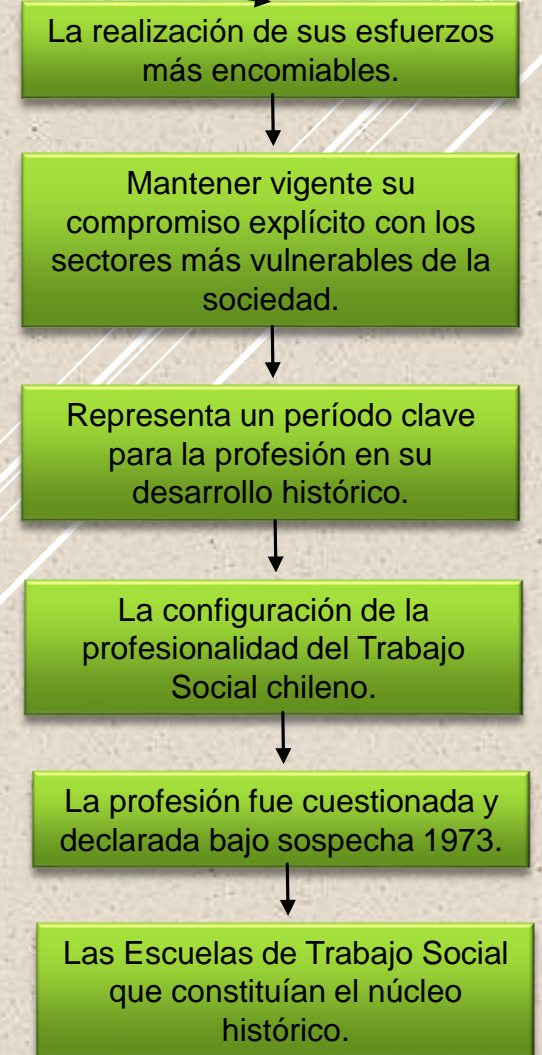 La realización de sus esfuerzos
más encomiables.
Mantener vigente su
compromiso explícito con los
sectores más vulnerables de la
sociedad.
Representa un período clave
para la profesión en su
desarrollo histórico.
La configuración de la
profesionalidad del Trabajo
Social chileno.
La profesión fue cuestionada y
declarada bajo sospecha 1973.
Las Escuelas de Trabajo Social
que constituían el núcleo
histórico.